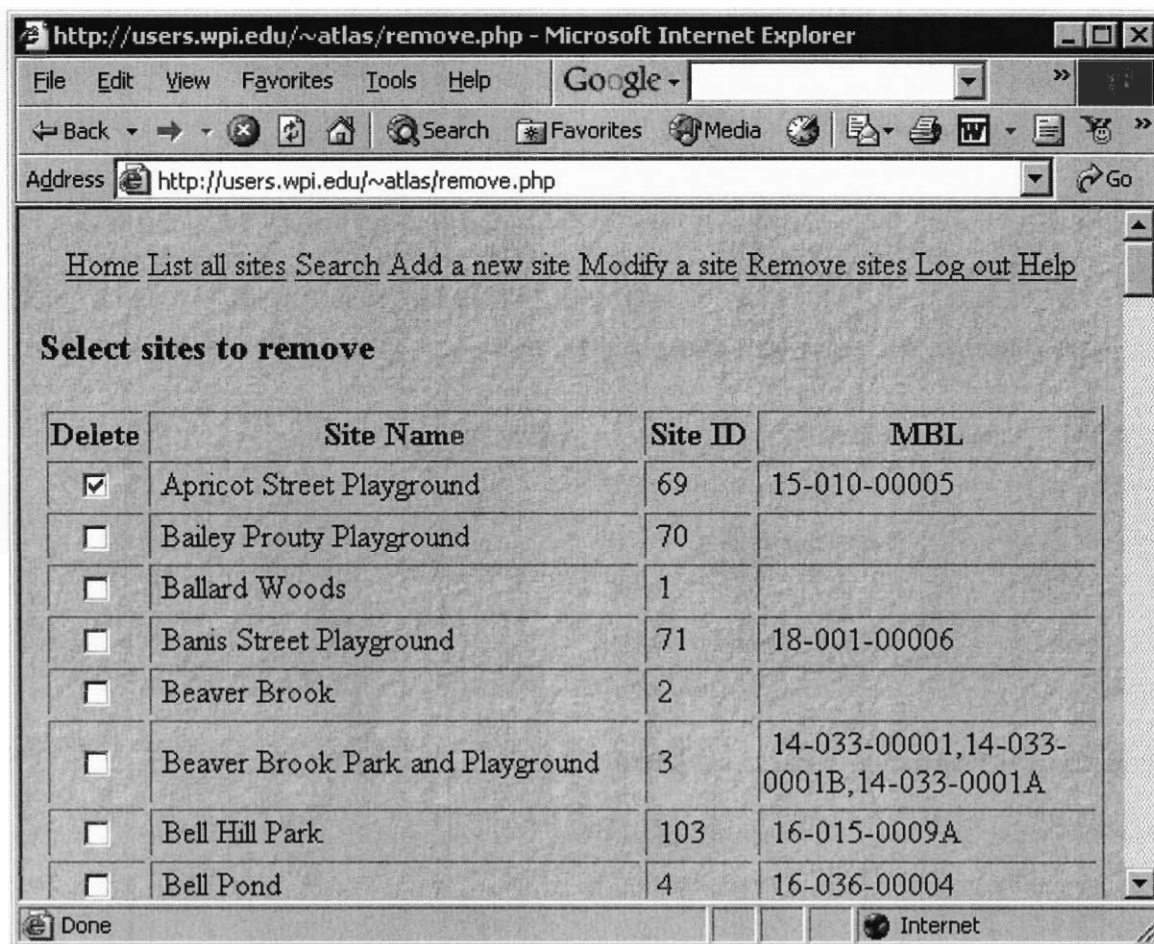 http://users.wpi.edu/~atlas/remove.php - Microsoft Internet Explorer
File Edit View Favorites Tools Help Google
Back Search Favorites Media W
Address http://users.wpi.edu/~atlas/remove.php Go
Home List all sites Search Add a new site Modify a site Remove sites Log out Help
Select sites to remove
Delete Site Name Site ID MBL
Apricot Street Playground 69 15-010-00005
Bailey Prouty Playground 70
Ballard Woods 1
Banis Street Playground 71 18-001-00006
Beaver Brook 2
Beaver Brook Park and Playground 3 14-033-00001,14-033-
0001B,14-033-0001A
Bell Hill Park 103 16-015-0009A
Bell Pond 4 16-036-00004
Done Internet